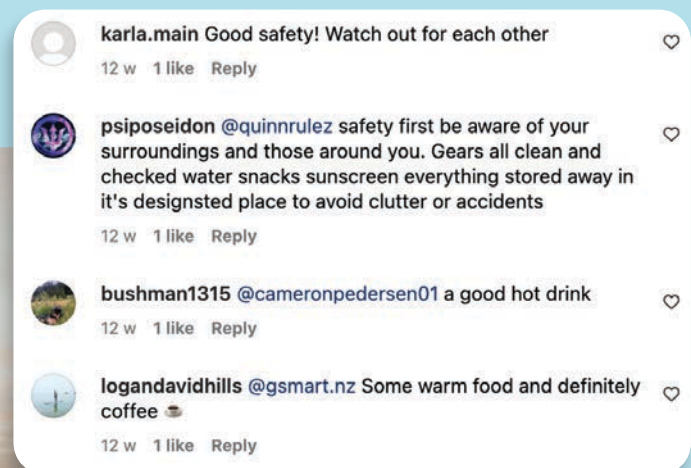 karla.main Good safety! Watch out for each other
12 w 1 like Reply
psiposeidon @quinnrulez safety first be aware of your
surroundings and those around you. Gears all clean and
checked water snacks sunscreen everything stored away in
it's designsted place to avoid clutter or accidents
12 w 1 like Reply
bushman1315 @cameronpedersen01 a good hot drink
12 w 1 like Reply
logandavidhills @gsmart.nz Some warm food and definitely
coffee ☕
12 w 1 like Reply